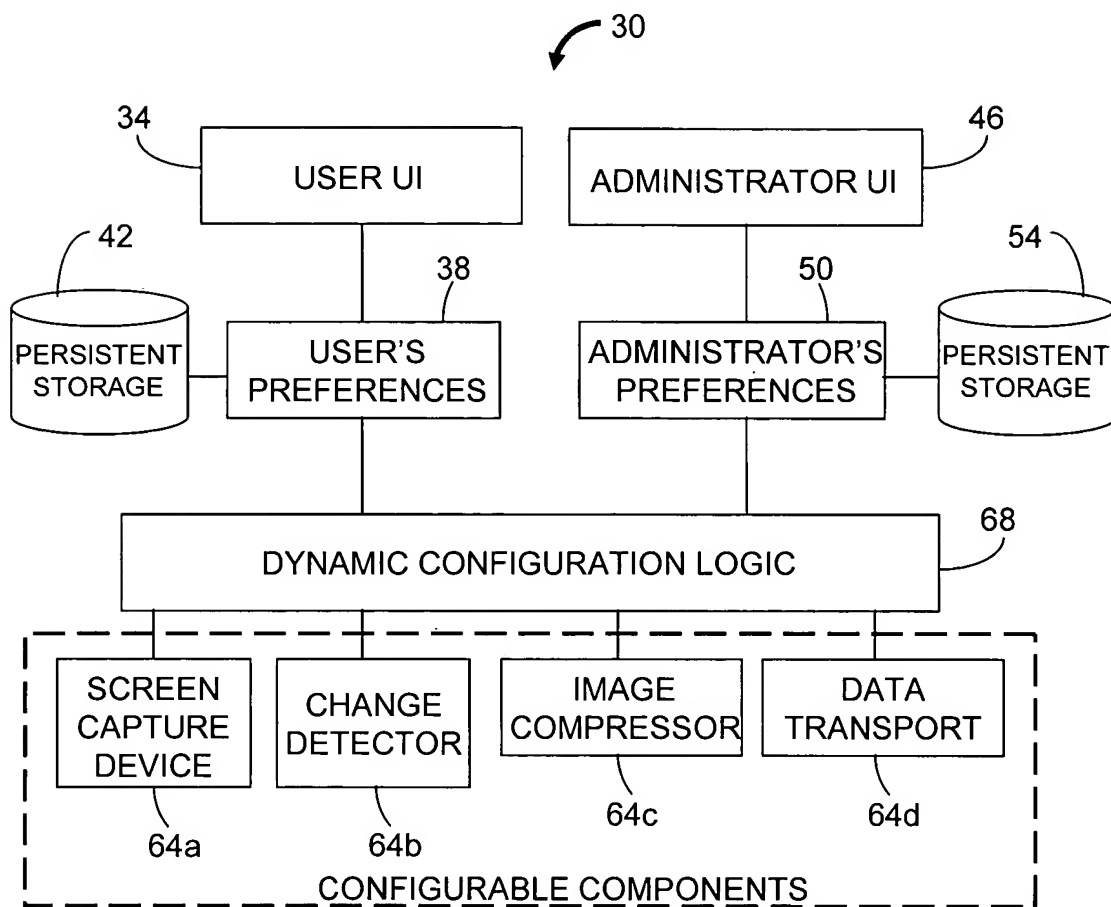 30
34
46
USER UI
ADMINISTRATOR UI
42
38
50
54
PERSISTENT
STORAGE
USER'S
PREFERENCES
ADMINISTRATOR'S
PREFERENCES
PERSISTENT
STORAGE
68
DYNAMIC CONFIGURATION LOGIC
SCREEN
CAPTURE
DEVICE
CHANGE
DETECTOR
IMAGE
COMPRESSOR
DATA
TRANSPORT
64a
64b
64c
64d
CONFIGURABLE COMPONENTS